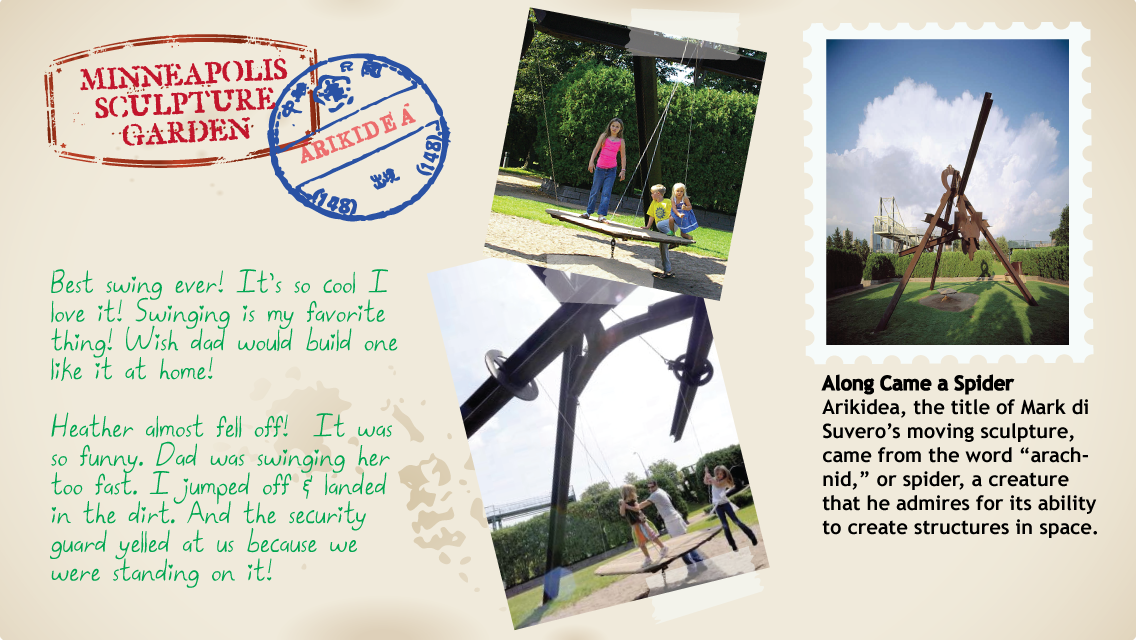 MINNEAPOLIS
SCULPTURE
GARDEN
ARIKIDEA
(148)
(148)
Best swing ever! It's so cool I
love it! Swinging is my favorite
thing! Wish dad would build one
like it at home!
Heather almost fell off! It was
so funny. Dad was swinging her
too fast. I jumped off & landed
in the dirt. And the security
guard yelled at us because we
were standing on it!
Along Came a Spider
Arikidea, the title of Mark di
Suvero's moving sculpture,
came from the word “arach-
nid,” or spider, a creature
that he admires for its ability
to create structures in space.